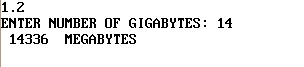 1.2
ENTER NUMBER OF GIGABYTES: 14
14336  MEGABYTES